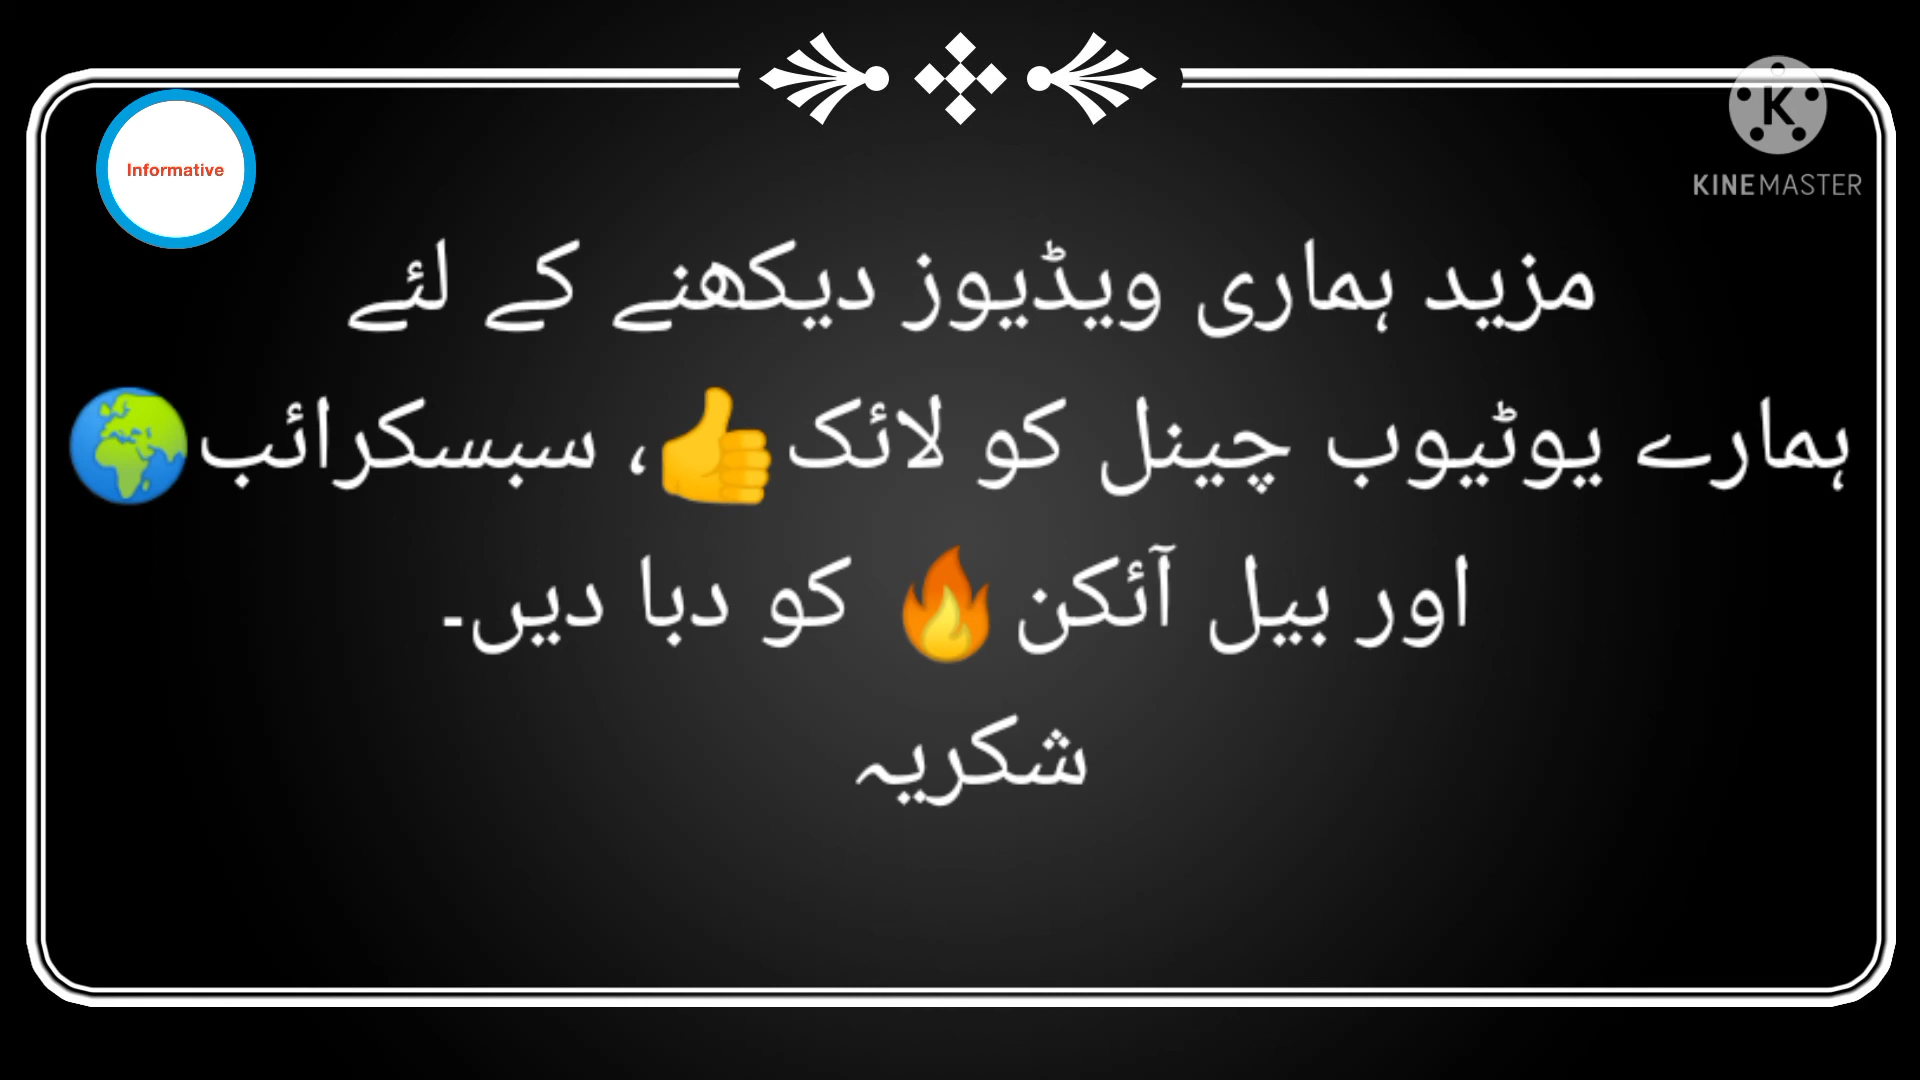 Informative
KINEMASTER
مزید ہماری ویڈیوز دیکھنے کے لئے
ہمارے یوٹیوب چینل کو لائک👍، سبسکرائب🌍
اور بیل آئکن🔥 کو دبا دیں۔
شکریہ